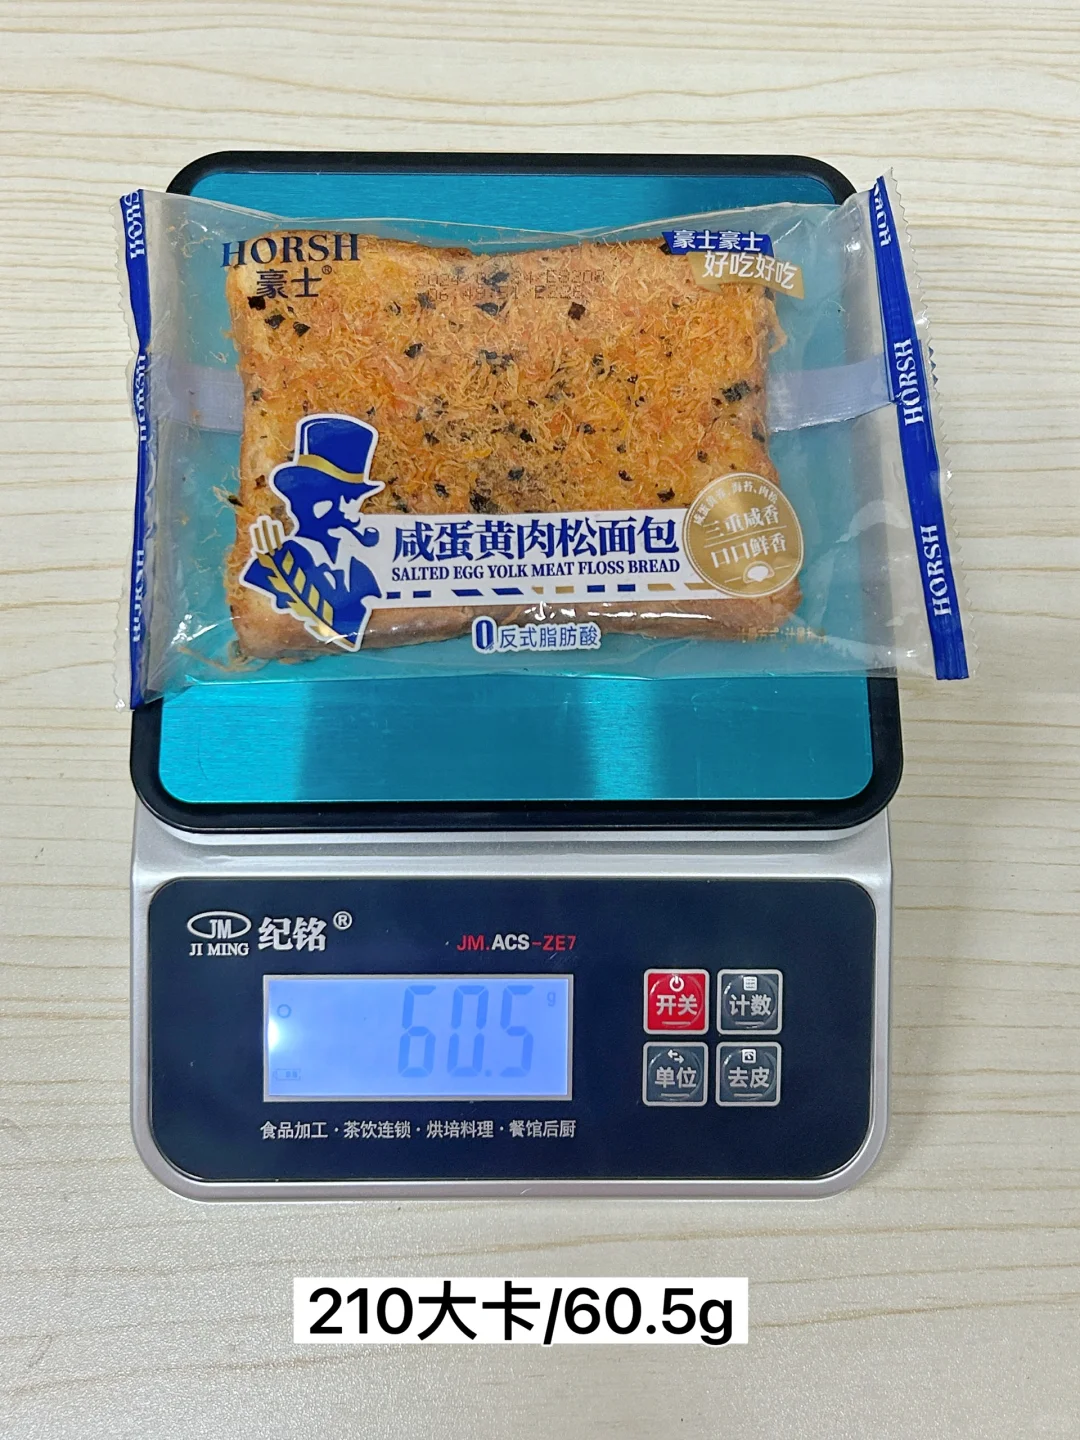 HORSH
豪士®
豪士豪士
好吃好吃
HORSH
HORSH
咸蛋黄肉松面包
SALTED EGG YOLK MEAT FLOSS BREAD
三重咸香
口口鲜香
0反式脂肪酸
JM
JI MING
纪铭®
JM.ACS-ZE7
60.5 g
开关
计数
单位
去皮
食品加工·茶饮连锁·烘培料理·餐馆后厨
210大卡/60.5g